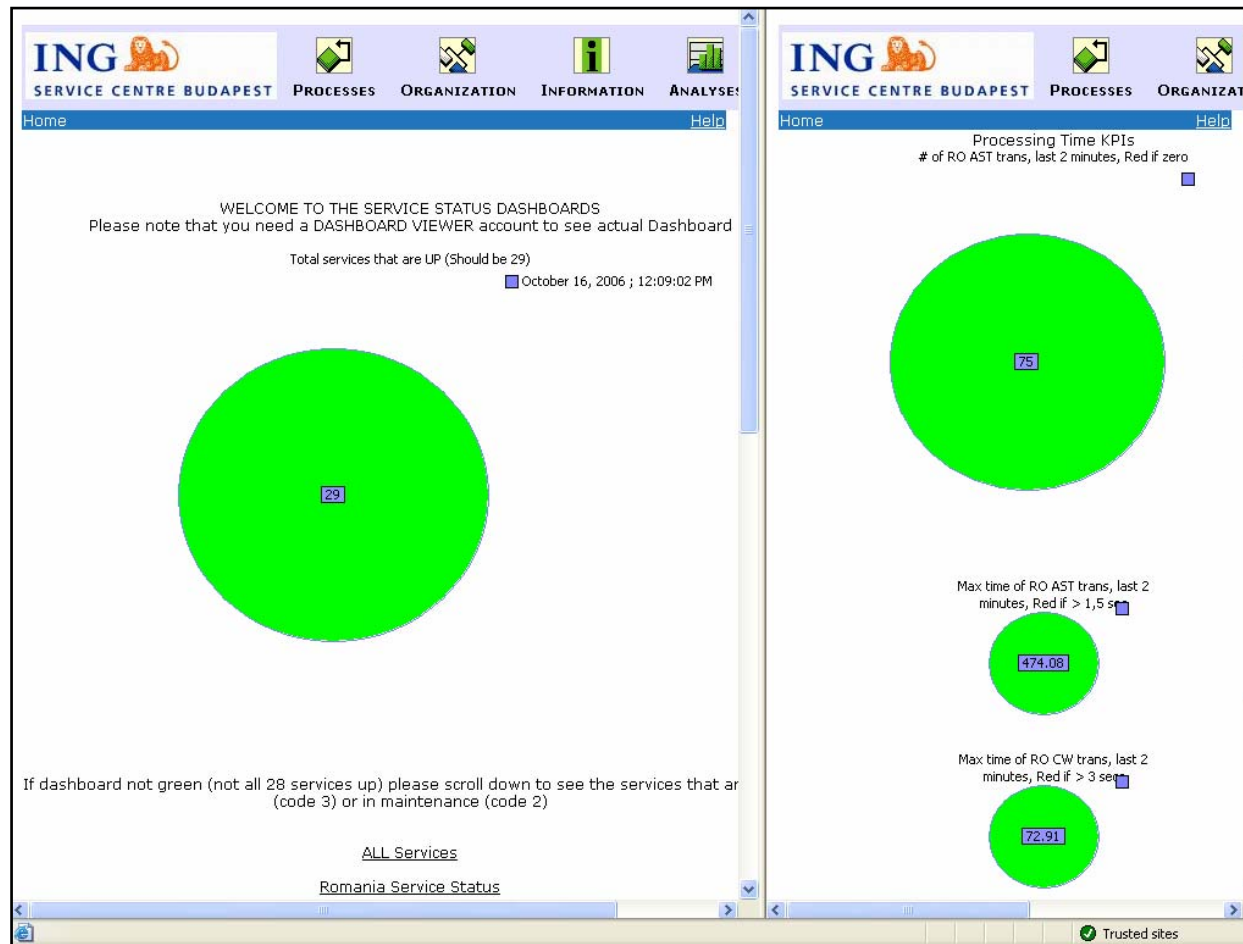 ING
SERVICE CENTRE BUDAPEST
PROCESSES
ORGANIZATION
INFORMATION
ANALYSES
Home
Help
WELCOME TO THE SERVICE STATUS DASHBOARDS
Please note that you need a DASHBOARD VIEWER account to see actual Dashboard
Total services that are UP (Should be 29)
October 16, 2006 ; 12:09:02 PM
29
If dashboard not green (not all 28 services up) please scroll down to see the services that ar
(code 3) or in maintenance (code 2)
ALL Services
Romania Service Status
ING
SERVICE CENTRE BUDAPEST
PROCESSES
ORGANIZAT
Home
Help
Processing Time KPIs
# of RO AST trans, last 2 minutes, Red if zero
75
Max time of RO AST trans, last 2
minutes, Red if > 1,5 sec
474.08
Max time of RO CW trans, last 2
minutes, Red if > 3 secs
72.91
Trusted sites